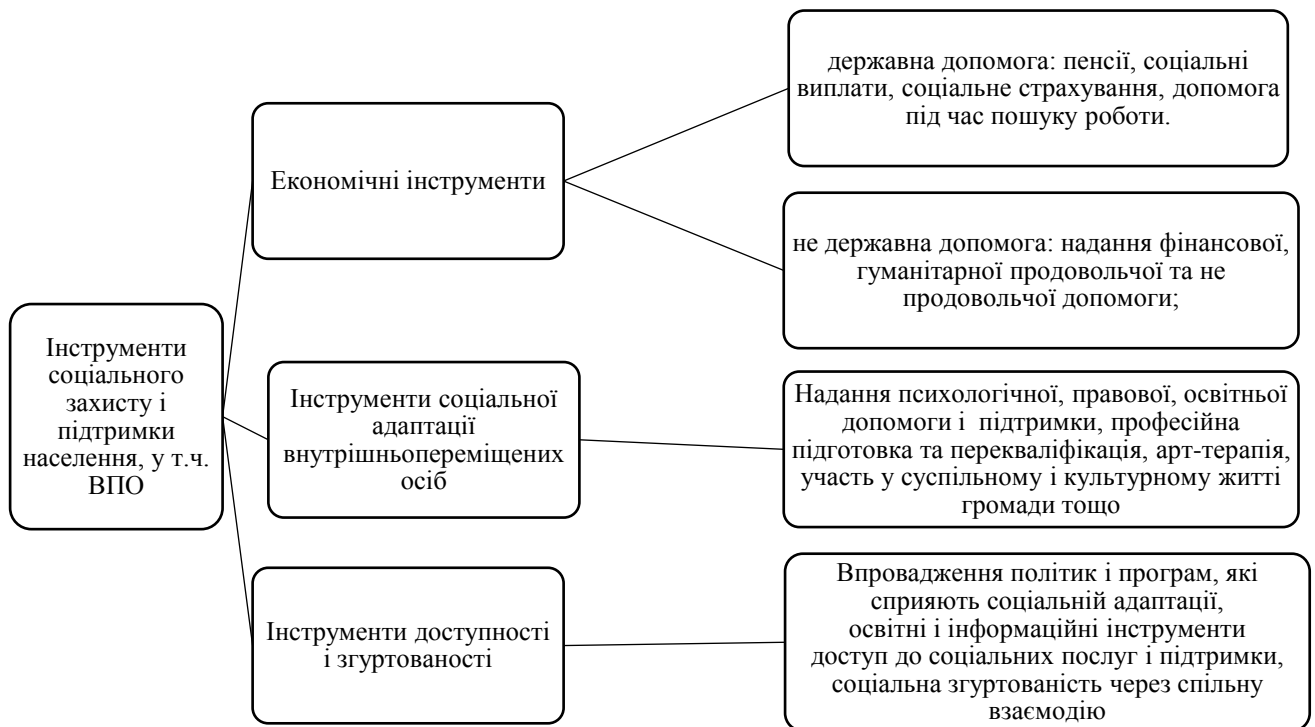 Інструменти
соціального
захисту і
підтримки
населення, у т.ч.
ВПО
Економічні інструменти
державна допомога: пенсії, соціальні
виплати, соціальне страхування, допомога
під час пошуку роботи.
не державна допомога: надання фінансової,
гуманітарної продовольчої та не
продовольчої допомоги;
Інструменти соціальної
адаптації
внутрішньопереміщених
осіб
Надання психологічної, правової, освітньої
допомоги і підтримки, професійна
підготовка та перекваліфікація, арт-терапія,
участь у суспільному і культурному житті
громади тощо
Інструменти доступності
і згуртованості
Впровадження політик і програм, які
сприяють соціальній адаптації,
освітні і інформаційні інструменти
доступ до соціальних послуг і підтримки,
соціальна згуртованість через спільну
взаємодію